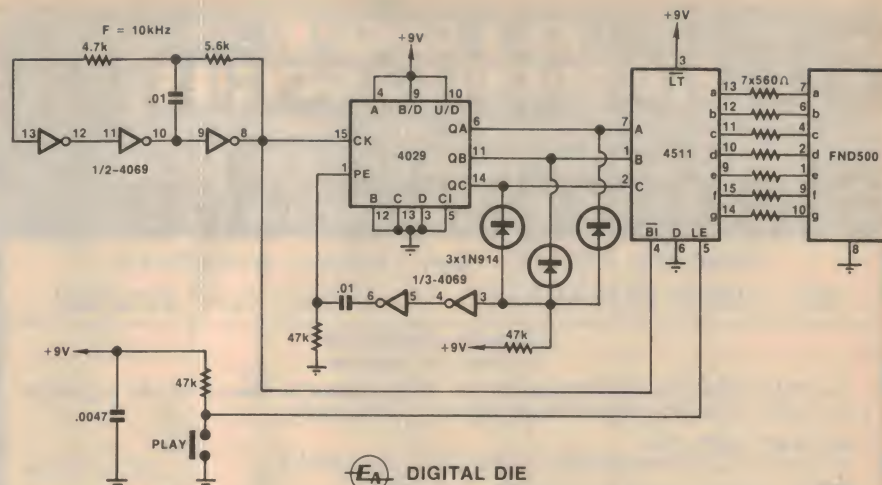 F = 10kHz
4.7k
5.6k
.01
13
12
11
10
9
8
1/2-4069
+9V
4
9
10
A
B/D
U/D
15
CK
1
PE
4029
QA
6
QB
11
QC
14
B
C
D
CI
12
13
3
5
3x1N914
.01
6
5
4
3
1/3-4069
47k
47k
+9V
+9V
3
LT
7
A
1
B
2
C
4511
a
b
c
d
e
f
g
13
12
11
10
9
15
14
BI
D
LE
4
6
5
7x560Ω
7
6
4
2
1
9
10
a
b
c
d
e
f
g
FND500
8
+9V
47k
.0047
PLAY
EA DIGITAL DIE